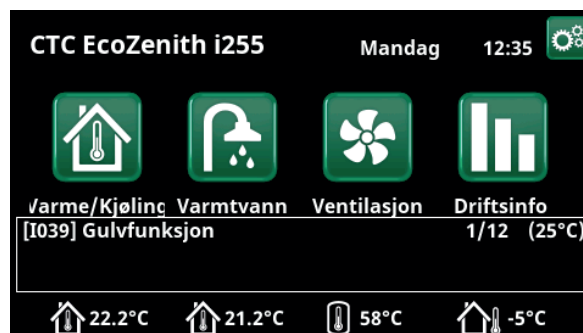 CTC EcoZenith i255 Mandag 12:35
Varme/Kjøling Varmtvann Ventilasjon Driftsinfo
[I039] Gulvfunksjon 1/12 (25°C)
22.2°C 21.2°C 58°C -5°C